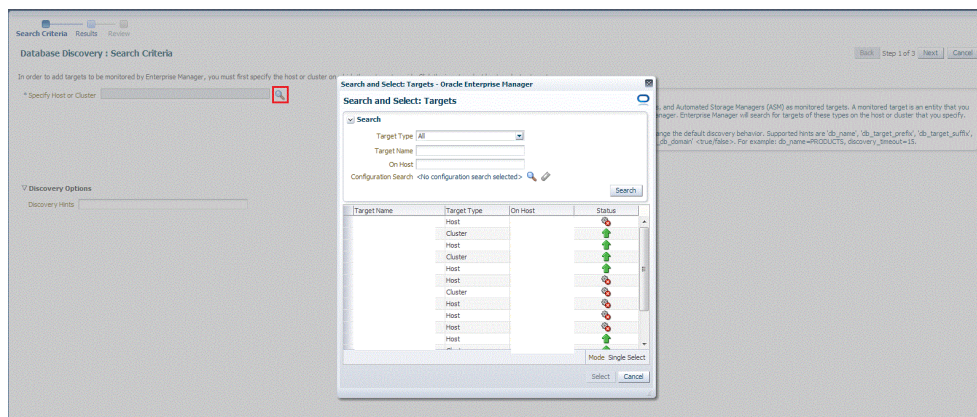 Search Criteria Results Review
Database Discovery : Search Criteria
Back Step 1 of 3 Next Cancel
In order to add targets to be monitored by Enterprise Manager, you must first specify the host or cluster on
* Specify Host or Cluster
, and Automated Storage Managers (ASM) as monitored targets. A monitored target is an entity that you
anager. Enterprise Manager will search for targets of these types on the host or cluster that you specify.
ange the default discovery behavior. Supported hints are 'db_name', 'db_target_prefix', 'db_target_suffix',
_db_domain' <true/false>. For example: db_name=PRODUCTS, discovery_timeout=15.
Discovery Options
Discovery Hints
Search and Select: Targets - Oracle Enterprise Manager
Search and Select: Targets
Search
Target Type All
Target Name
On Host
Configuration Search <No configuration search selected>
Search
Target Name Target Type On Host Status
Host
Cluster
Host
Cluster
Host
Host
Cluster
Host
Host
Host
Host
Mode Single Select
Select Cancel